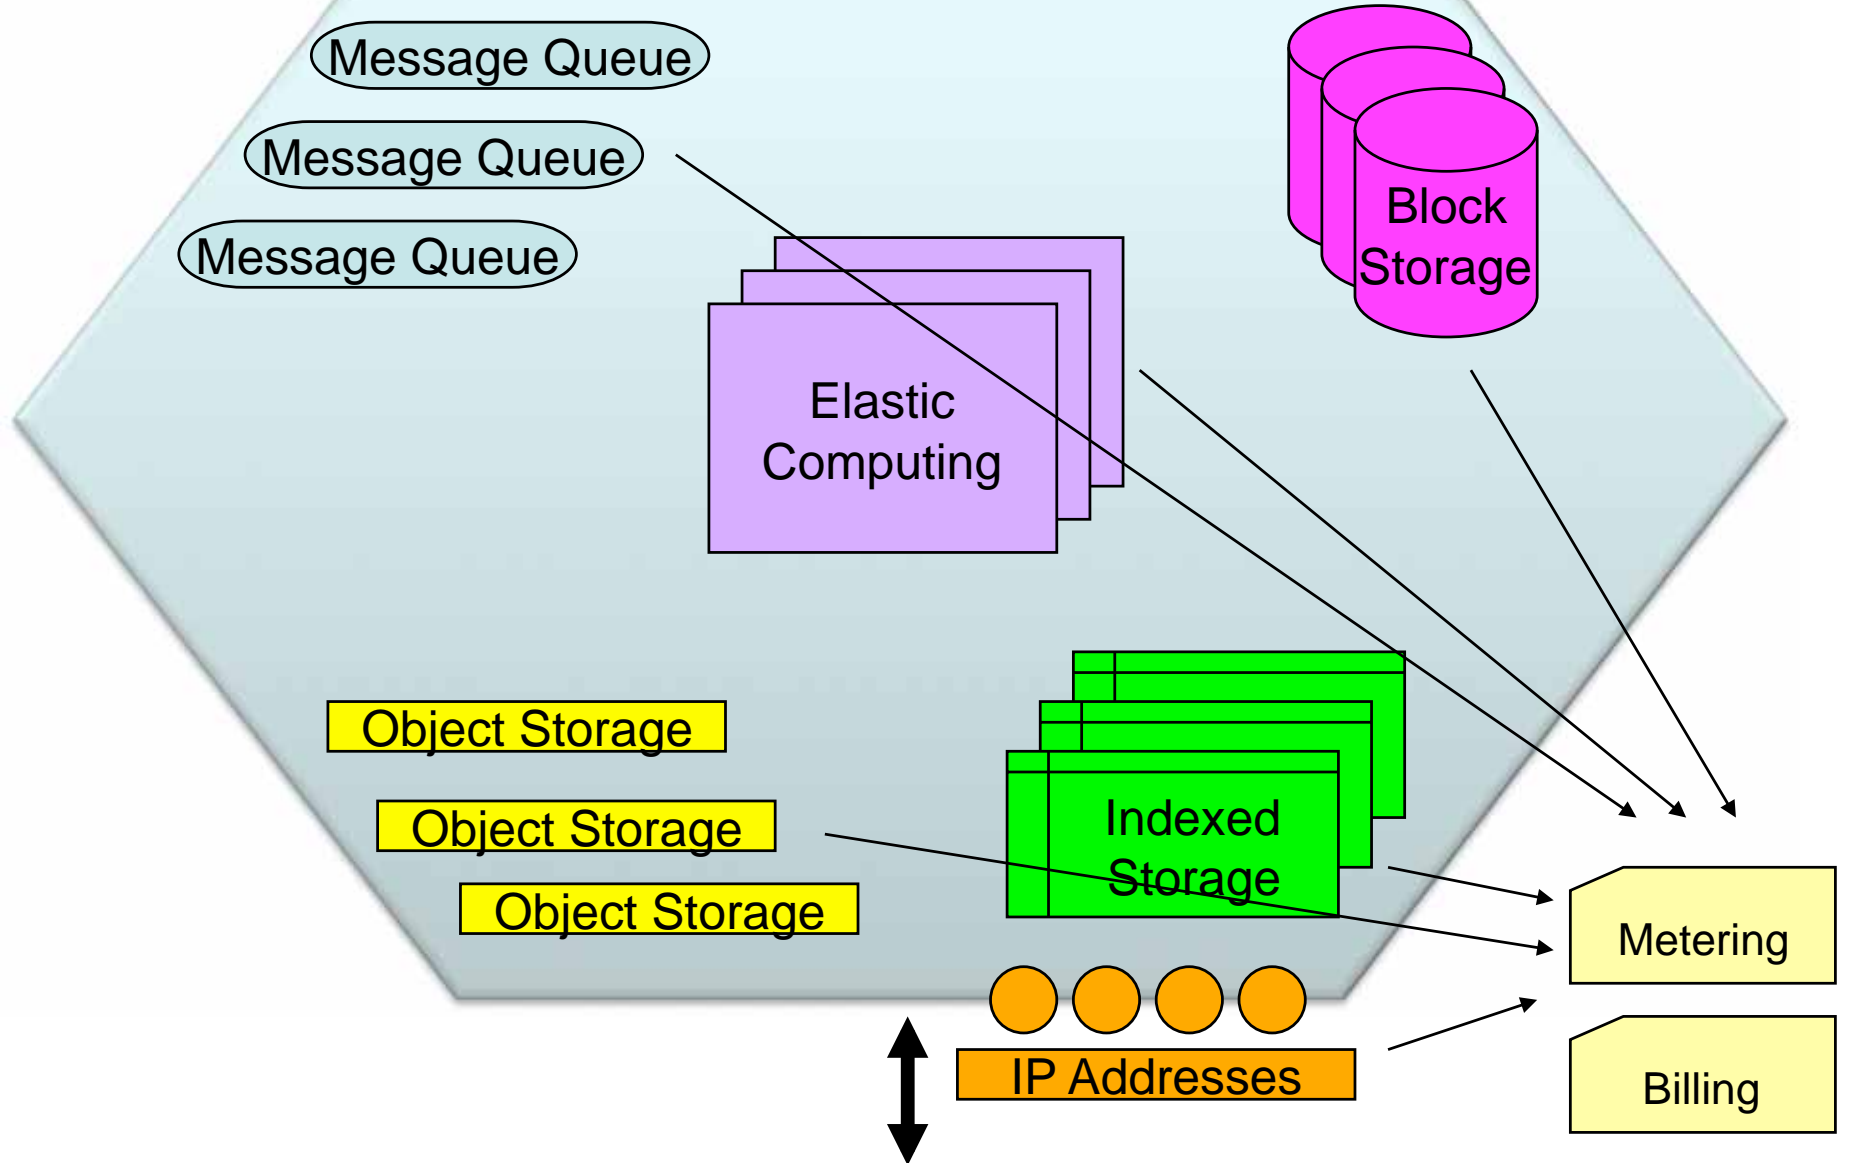 Message Queue
Message Queue
Message Queue
Block
Storage
Elastic
Computing
Object Storage
Object Storage
Object Storage
Indexed
Storage
Metering
IP Addresses
Billing